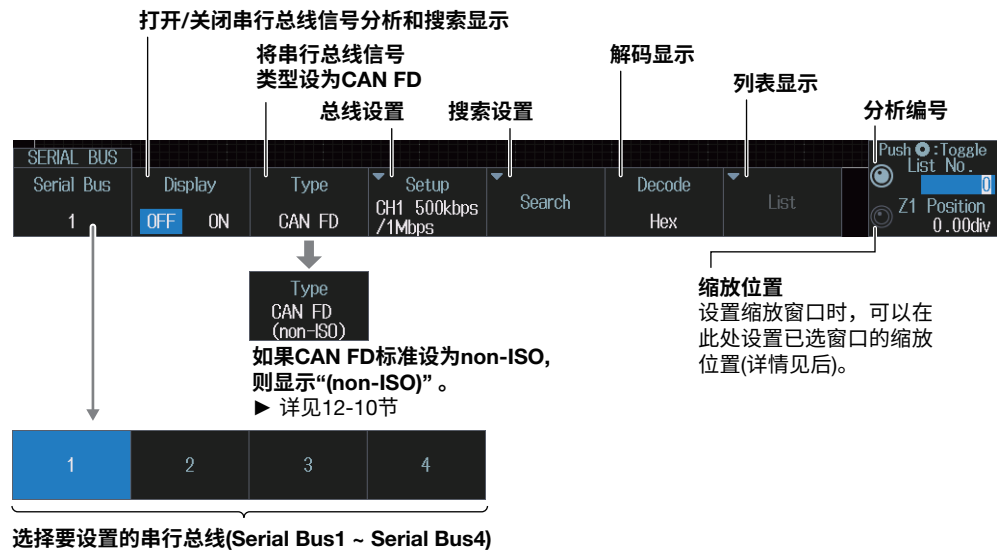 打开/关闭串行总线信号分析和搜索显示
将串行总线信号
类型设为CAN FD
解码显示
总线设置
搜索设置
列表显示
分析编号
SERIAL BUS
Serial Bus
1
Display
OFF ON
Type
CAN FD
Setup
CH1 500kbps
/1Mbps
Search
Decode
Hex
List
Push :Toggle
List No.
0
Z1 Position
0.00div
Type
CAN FD
(non-ISO)
如果CAN FD标准设为non-ISO,
则显示“(non-ISO)” 。
► 详见12-10节
缩放位置
设置缩放窗口时，可以在
此处设置已选窗口的缩放
位置(详情见后)。
1 2 3 4
选择要设置的串行总线(Serial Bus1 ~ Serial Bus4)